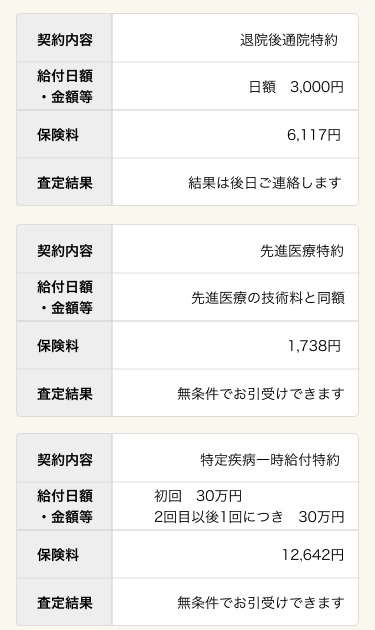 契約内容 退院後通院特約
給付日額
・金額等 日額 3,000円
保険料 6,117円
査定結果 結果は後日ご連絡します
契約内容 先進医療特約
給付日額
・金額等 先進医療の技術料と同額
保険料 1,738円
査定結果 無条件でお引受けできます
契約内容 特定疾病一時給付特約
給付日額 初回 30万円
・金額等 2回目以後1回につき 30万円
保険料 12,642円
査定結果 無条件でお引受けできます